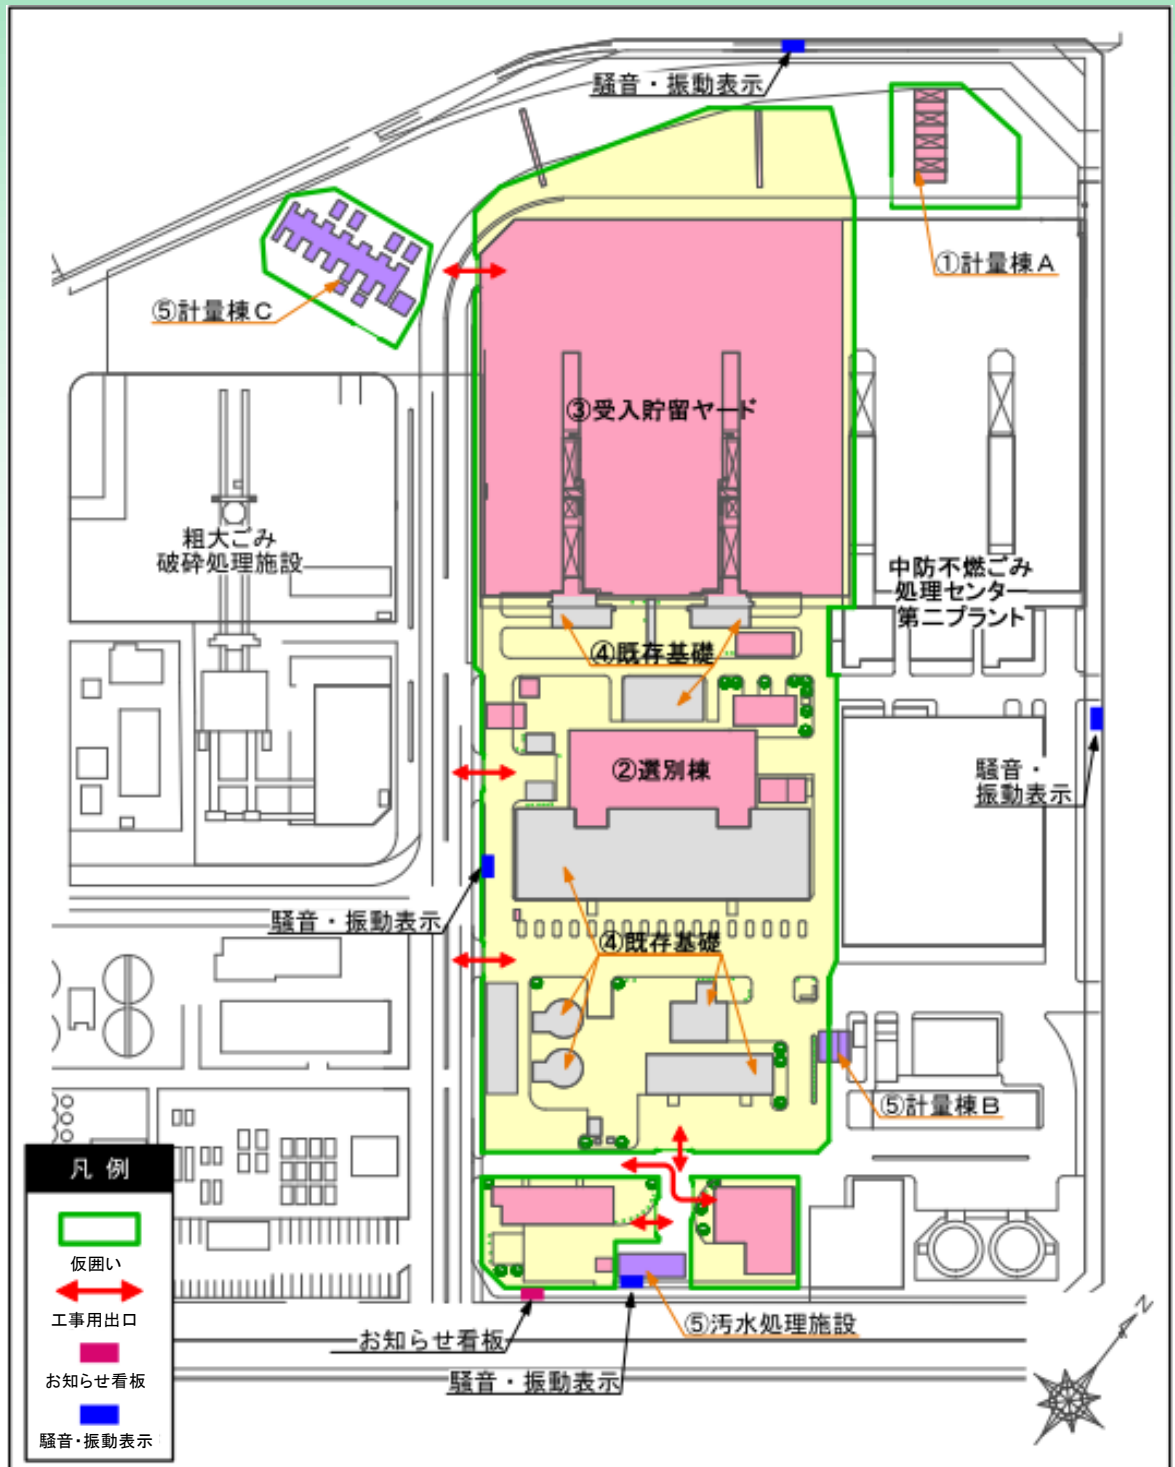 騒音・振動表示
①計量棟A
⑤計量棟C
③受入貯留ヤード
粗大ごみ
破砕処理施設
中防不燃ごみ
処理センター
第二プラント
④既存基礎
②選別棟
騒音・
振動表示
騒音・振動表示
④既存基礎
⑤計量棟B
凡例
仮囲い
工事用出口
お知らせ看板
騒音・振動表示
⑤汚水処理施設
お知らせ看板
騒音・振動表示
N